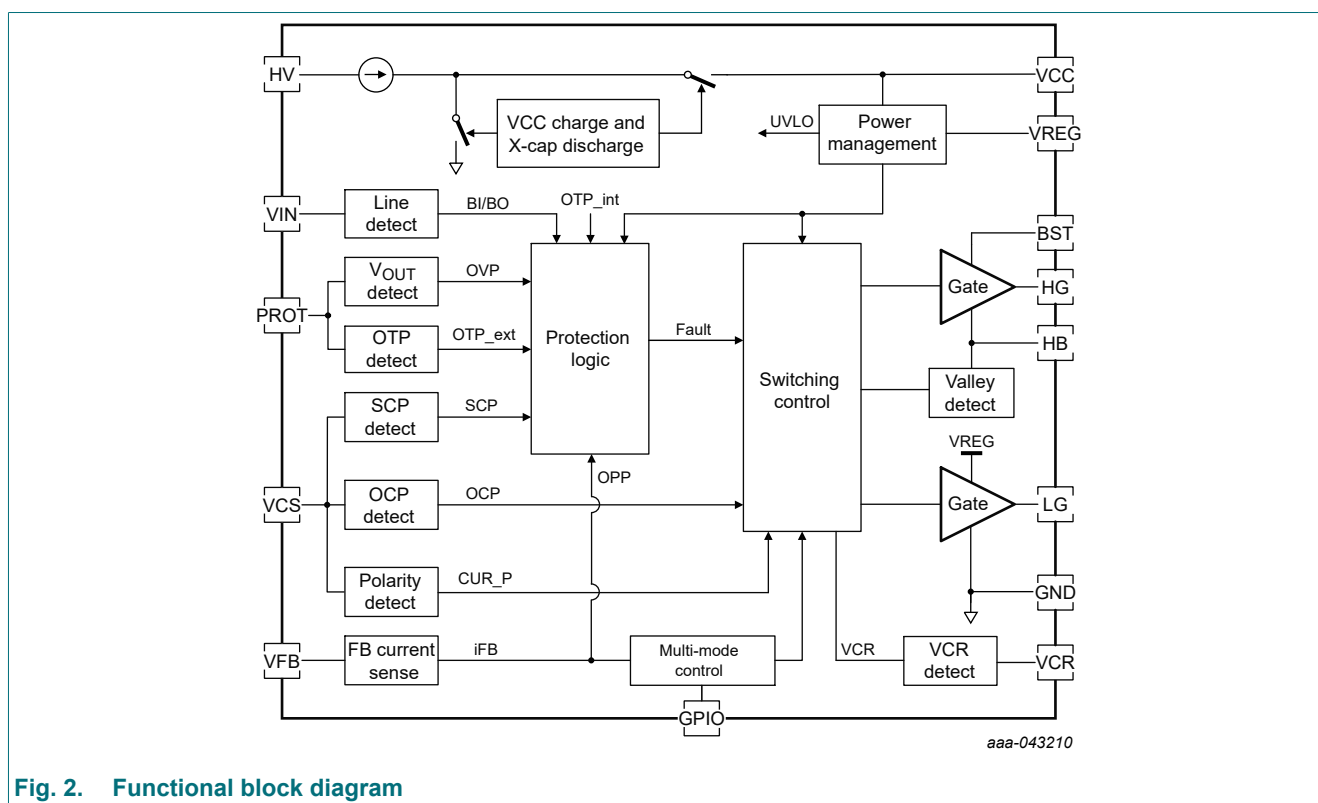 HV
VCC
VCC charge and
X-cap discharge
UVLO
Power
management
VREG
VIN
Line
detect
BI/BO
OTP_int
BST
VOUT
detect
OVP
Gate
HG
PROT
OTP
detect
OTP_ext
Protection
logic
Fault
HB
Switching
control
Valley
detect
SCP
detect
SCP
VREG
OPP
VCS
OCP
detect
OCP
Gate
LG
Polarity
detect
CUR_P
GND
VFB
FB current
sense
iFB
Multi-mode
control
VCR
VCR
detect
VCR
GPIO
aaa-043210
Fig. 2. Functional block diagram